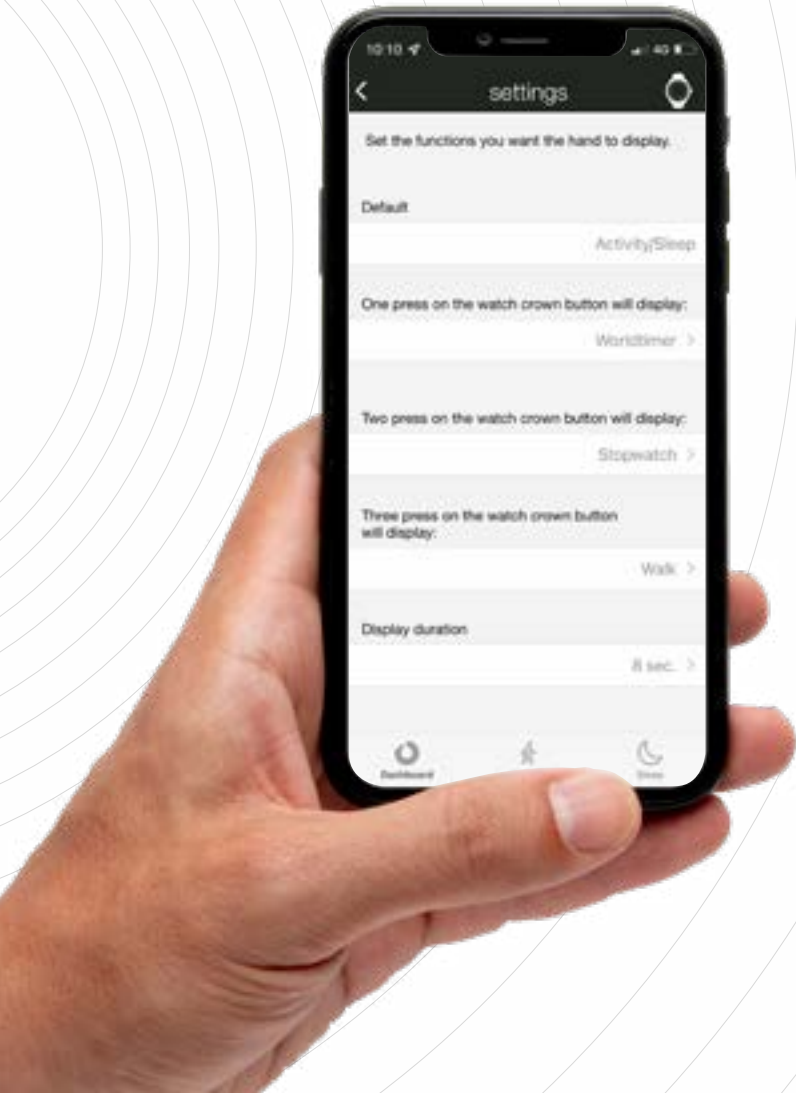 10:10
4G
settings
Set the functions you want the hand to display.
Default
Activity/Sleep
One press on the watch crown button will display:
Worldtimer >
Two press on the watch crown button will display:
Stopwatch >
Three press on the watch crown button
will display:
Walk >
Display duration
8 sec. >
Dashboard
Sleep